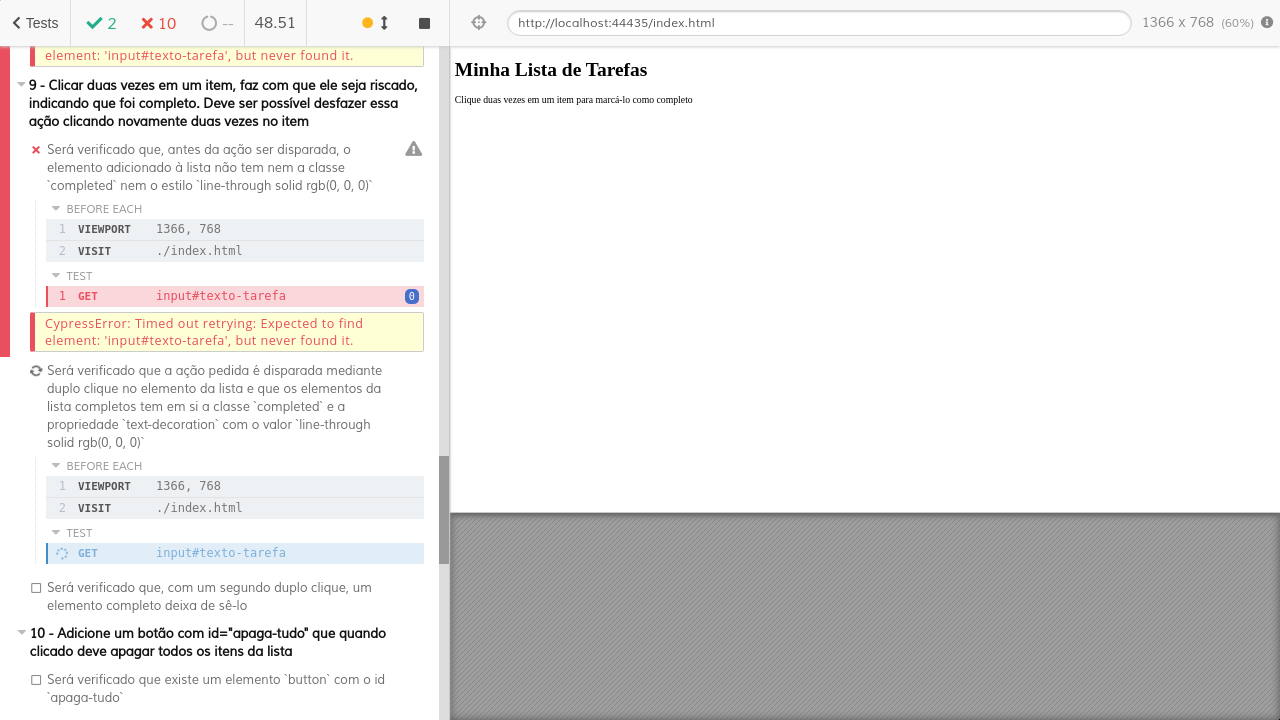 Tests
2
10
--
48.51
http://localhost:44435/index.html
1366 x 768 (60%)
element: 'input#texto-tarefa', but never found it.
9 - Clicar duas vezes em um item, faz com que ele seja riscado,
indicando que foi completo. Deve ser possível desfazer essa
ação clicando novamente duas vezes no item
Será verificado que, antes da ação ser disparada, o
elemento adicionado à lista não tem nem a classe
`completed` nem o estilo `line-through solid rgb(0, 0, 0)`
BEFORE EACH
1 VIEWPORT 1366, 768
2 VISIT ./index.html
TEST
1 GET input#texto-tarefa 0
CypressError: Timed out retrying: Expected to find
element: 'input#texto-tarefa', but never found it.
Será verificado que a ação pedida é disparada mediante
duplo clique no elemento da lista e que os elementos da
lista completos tem em si a classe `completed` e a
propriedade `text-decoration` com o valor `line-through
solid rgb(0, 0, 0)`
BEFORE EACH
1 VIEWPORT 1366, 768
2 VISIT ./index.html
TEST
GET input#texto-tarefa
Será verificado que, com um segundo duplo clique, um
elemento completo deixa de sê-lo
10 - Adicione um botão com id="apaga-tudo" que quando
clicado deve apagar todos os itens da lista
Será verificado que existe um elemento `button` com o id
`apaga-tudo`
Minha Lista de Tarefas
Clique duas vezes em um item para marcá-lo como completo